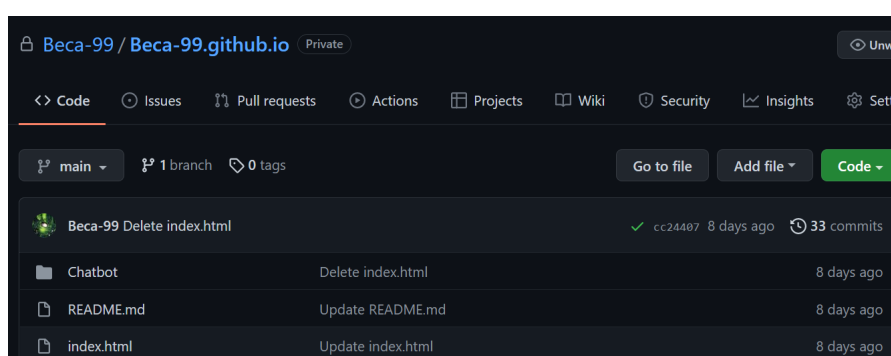 Beca-99 / Beca-99.github.io Private Unw
<> Code Issues Pull requests Actions Projects Wiki Security Insights Sett
main 1 branch 0 tags Go to file Add file Code
Beca-99 Delete index.html cc24407 8 days ago 33 commits
Chatbot Delete index.html 8 days ago
README.md Update README.md 8 days ago
index.html Update index.html 8 days ago